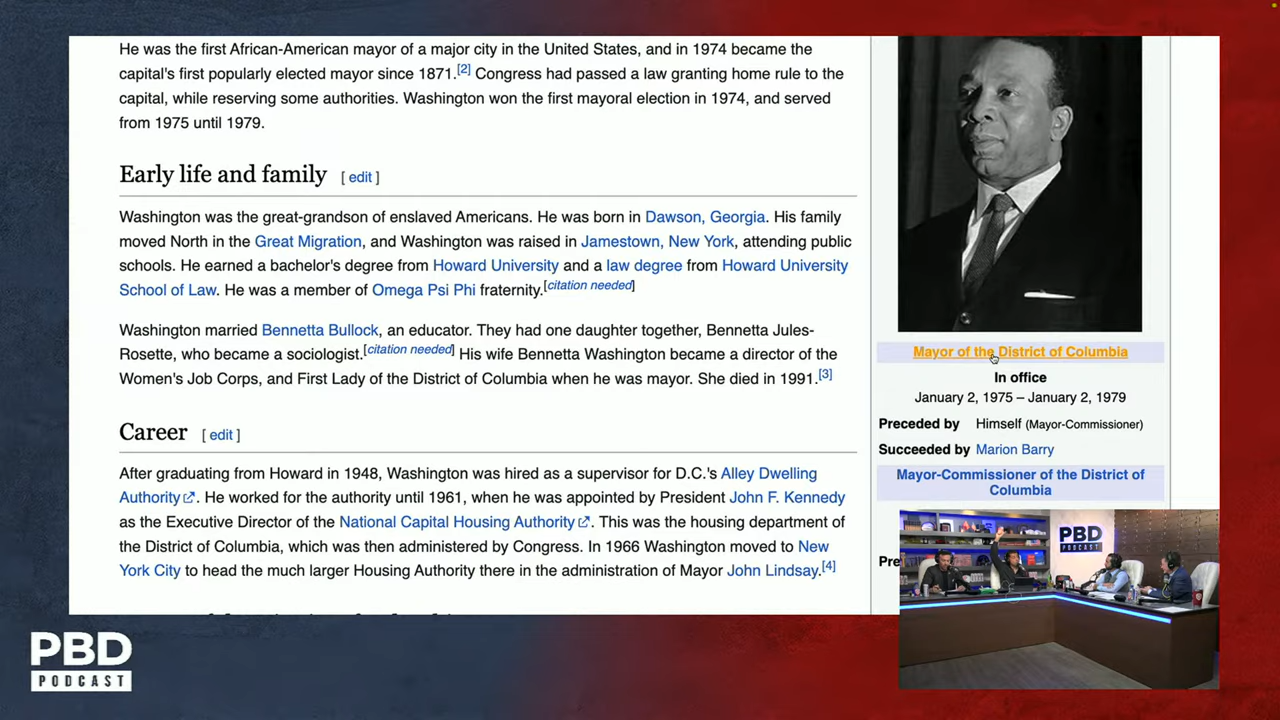 He was the first African-American mayor of a major city in the United States, and in 1974 became the
capital's first popularly elected mayor since 1871.[2] Congress had passed a law granting home rule to the
capital, while reserving some authorities. Washington won the first mayoral election in 1974, and served
from 1975 until 1979.
Early life and family [ edit ]
Washington was the great-grandson of enslaved Americans. He was born in Dawson, Georgia. His family
moved North in the Great Migration, and Washington was raised in Jamestown, New York, attending public
schools. He earned a bachelor's degree from Howard University and a law degree from Howard University
School of Law. He was a member of Omega Psi Phi fraternity.[citation needed]
Washington married Bennetta Bullock, an educator. They had one daughter together, Bennetta Jules-
Rosette, who became a sociologist.[citation needed] His wife Bennetta Washington became a director of the
Women's Job Corps, and First Lady of the District of Columbia when he was mayor. She died in 1991.[3]
Career [ edit ]
After graduating from Howard in 1948, Washington was hired as a supervisor for D.C.'s Alley Dwelling
Authority. He worked for the authority until 1961, when he was appointed by President John F. Kennedy
as the Executive Director of the National Capital Housing Authority. This was the housing department of
the District of Columbia, which was then administered by Congress. In 1966 Washington moved to New
York City to head the much larger Housing Authority there in the administration of Mayor John Lindsay.[4]
Mayor of the District of Columbia
In office
January 2, 1975 – January 2, 1979
Preceded by Himself (Mayor-Commissioner)
Succeeded by Marion Barry
Mayor-Commissioner of the District of
Columbia
Pre
PBD
PODCAST
PBD
PODCAST